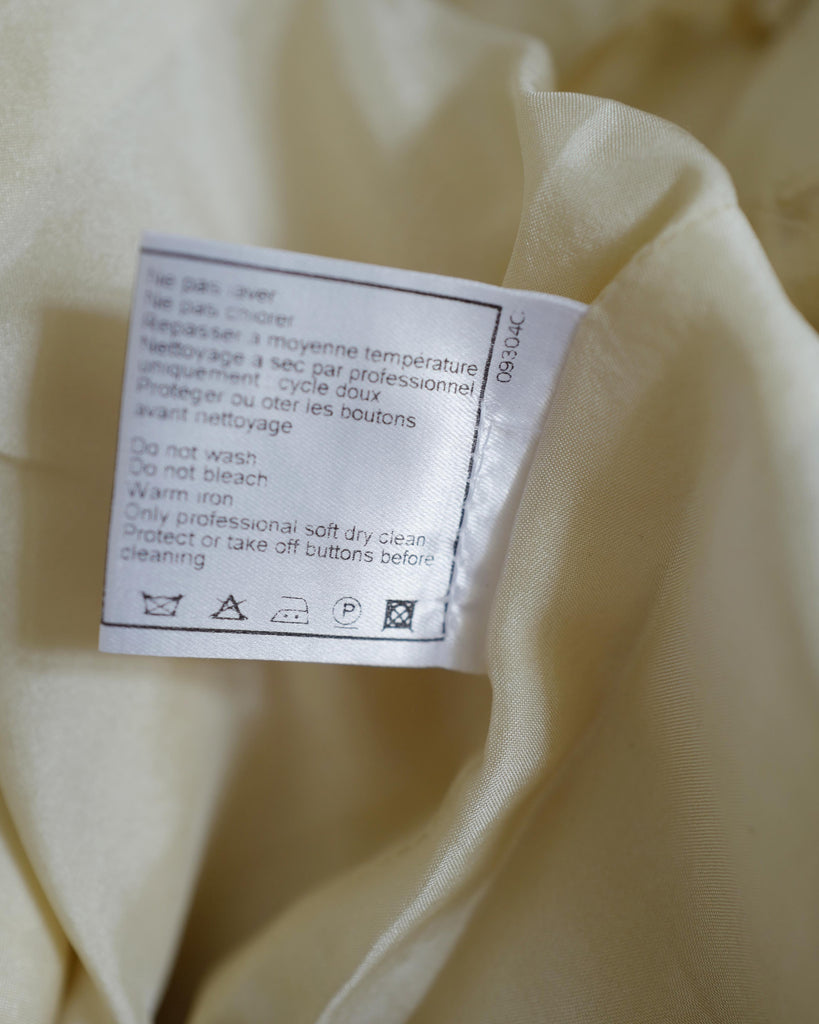 Ne pas laver
Ne pas chlorer
Repasser à moyenne température
Nettoyage a sec par professionnel
uniquement : cycle doux
Protéger ou oter les boutons
avant nettoyage
Do not wash
Do not bleach
Warm iron
Only professional soft dry clean
Protect or take off buttons before
cleaning
P
09304C